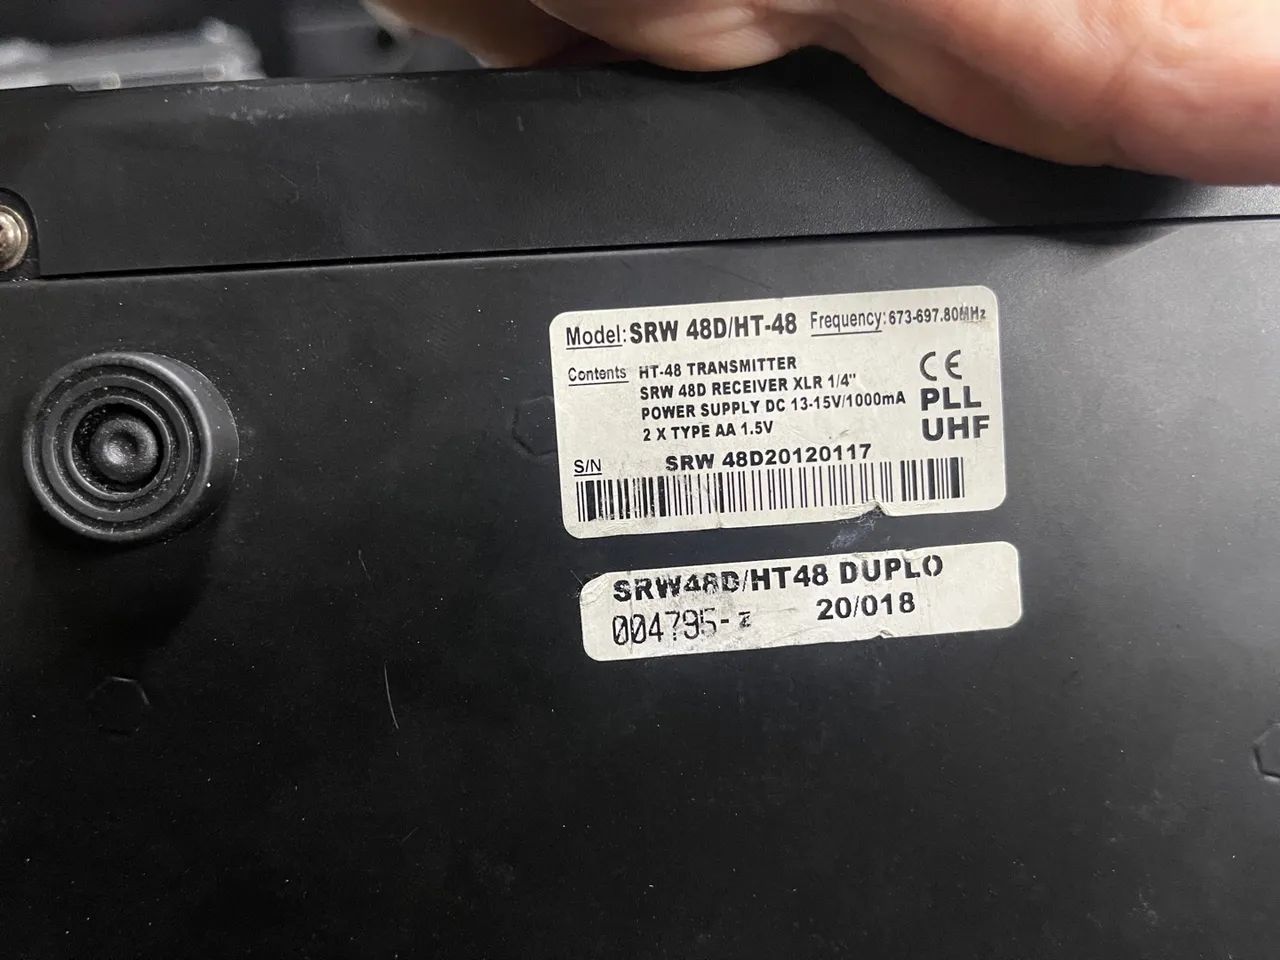 Model: SRW 48D/HT-48 Frequency: 673-697.80MHz
Contents HT-48 TRANSMITTER
SRW 48D RECEIVER XLR 1/4"
POWER SUPPLY DC 13-15V/1000mA
2 X TYPE AA 1.5V
CE
PLL
UHF
S/N SRW 48D20120117
SRW48D/HT48 DUPLO
004795- 20/018